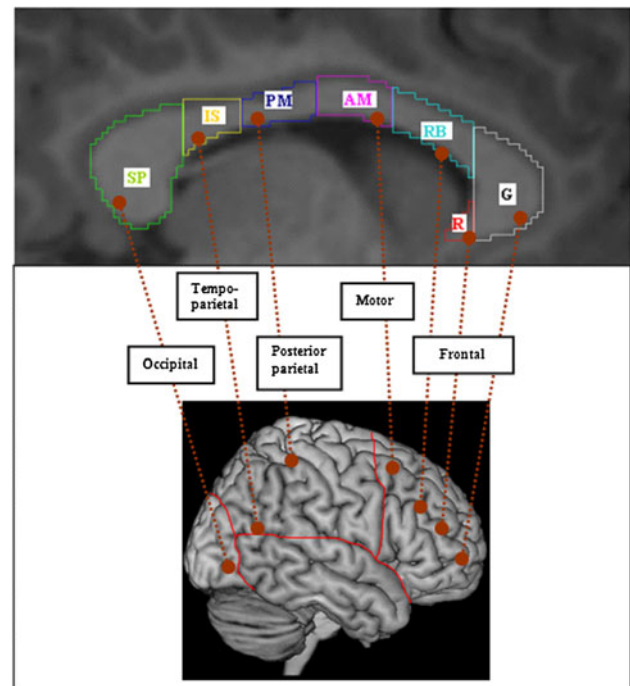 IS
PM
AM
RB
SP
G
R
Tempo-
parietal
Motor
Occipital
Posterior
parietal
Frontal